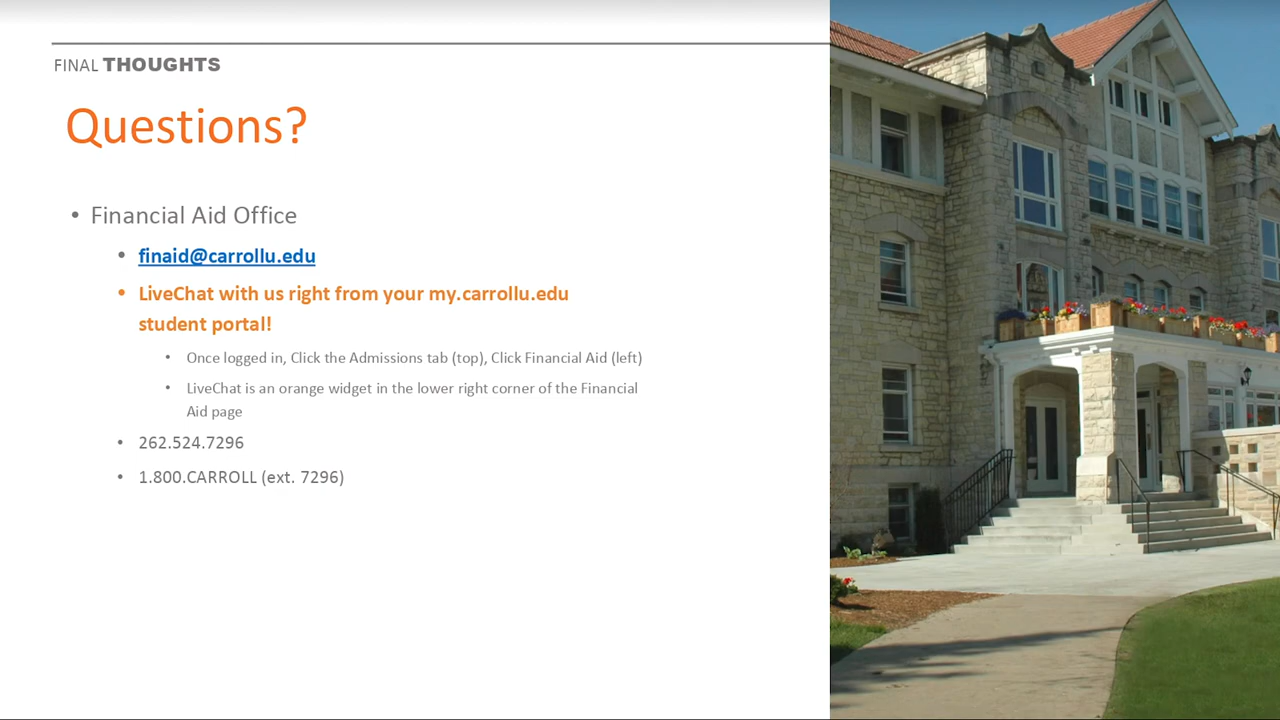 FINAL THOUGHTS
Questions?
• Financial Aid Office
• finaid@carrollu.edu
• LiveChat with us right from your my.carrollu.edu
student portal!
• Once logged in, Click the Admissions tab (top), Click Financial Aid (left)
• LiveChat is an orange widget in the lower right corner of the Financial
Aid page
• 262.524.7296
• 1.800.CARROLL (ext. 7296)